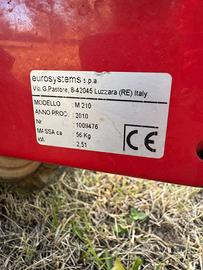 eurosystems s.p.a
Via G.Pastore, 8-42045 Luzzara (RE) Italy
MODELLO : M 210
ANNO PROD. : 2010
Nr : 1009476
MASSA ca : 56 Kg
kW : 2,51
CE